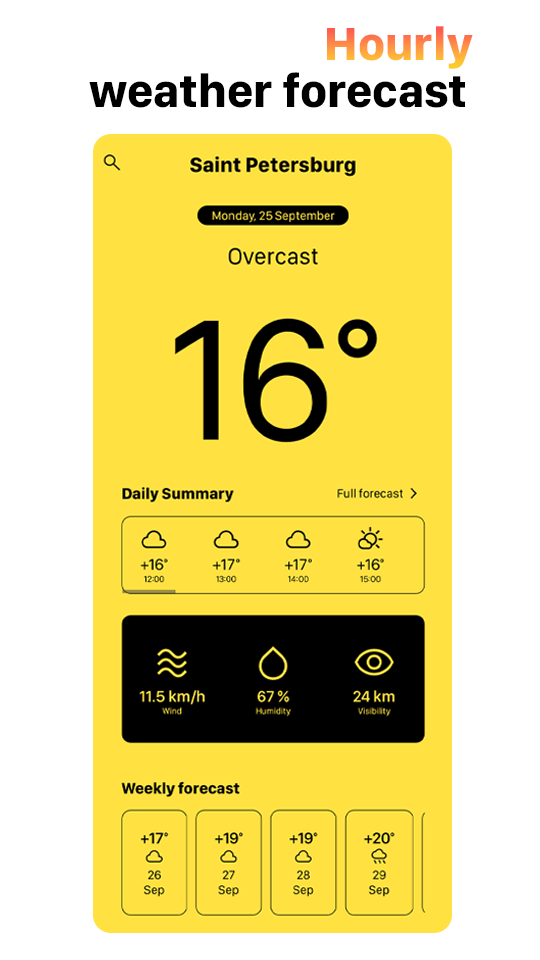 Hourly
weather forecast
Saint Petersburg
Monday, 25 September
Overcast
16°
Daily Summary Full forecast
+16° +17° +17° +16°
12:00 13:00 14:00 15:00
11.5 km/h 67 % 24 km
Wind Humidity Visibility
Weekly forecast
+17° +19° +19° +20°
26 27 28 29
Sep Sep Sep Sep